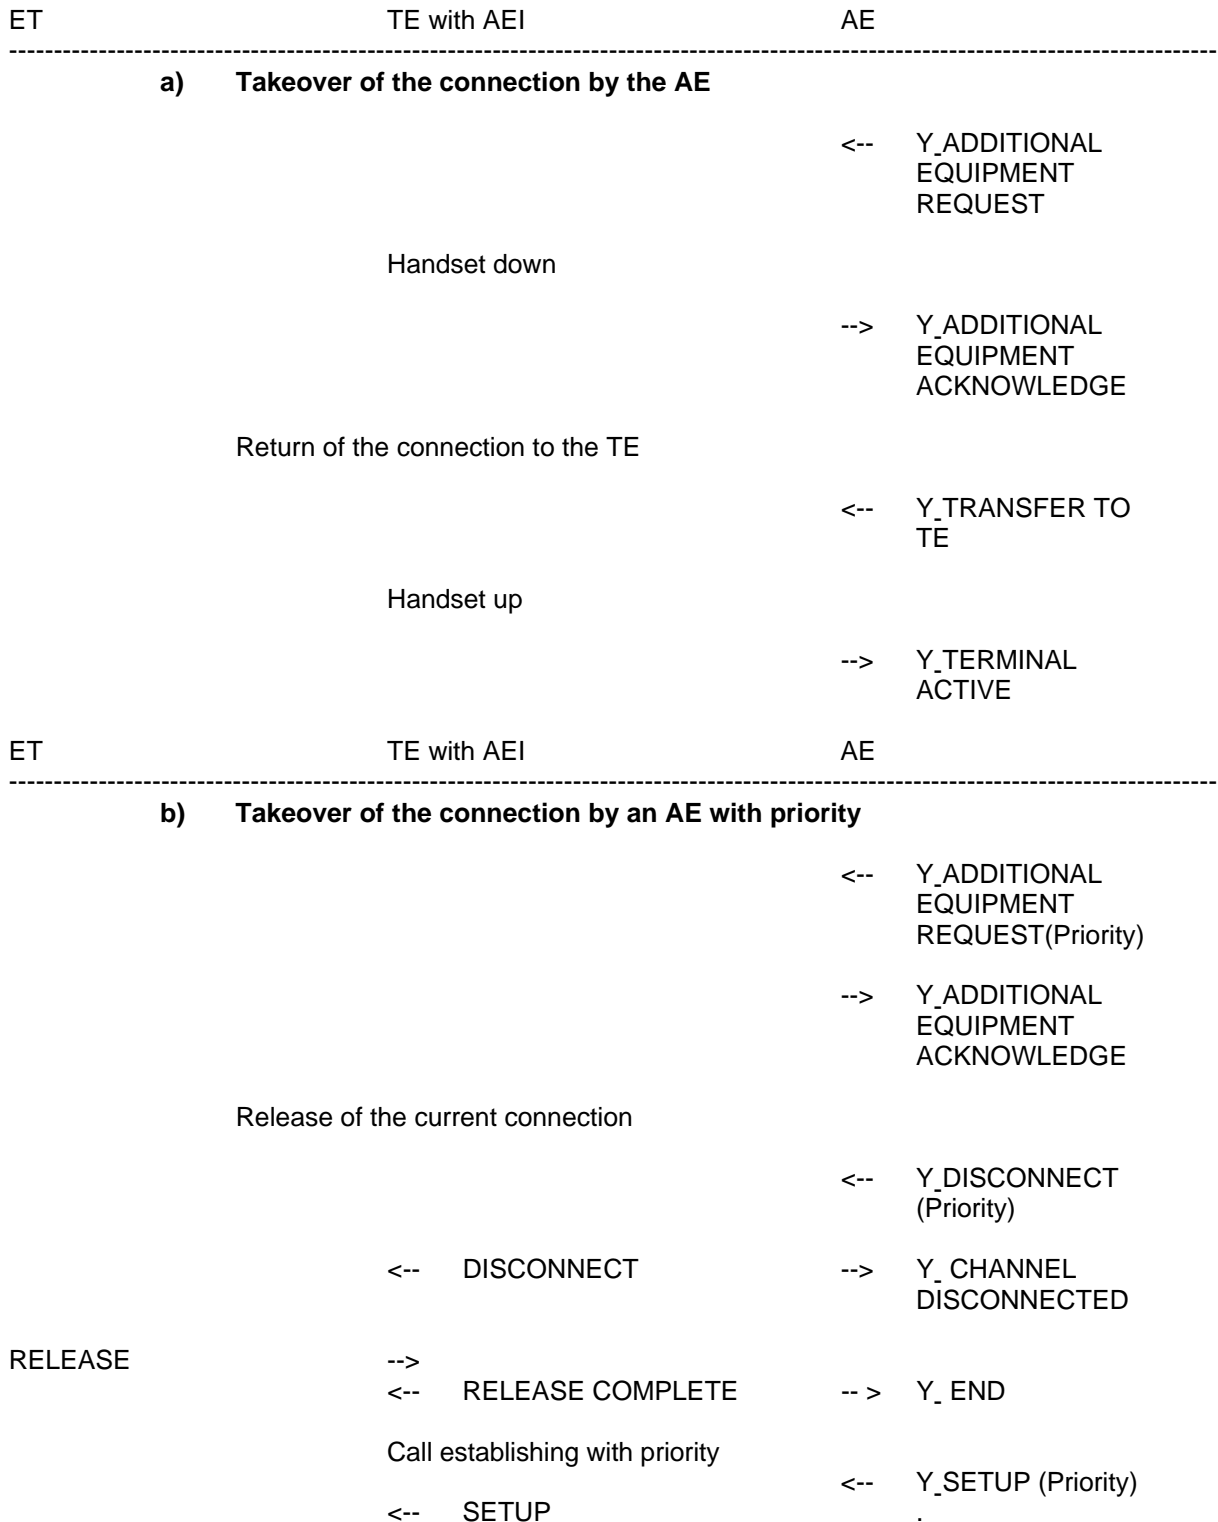 ET TE with AEI AE
-----------------------------------------------------------------------------------------------------------------------------------------
a) Takeover of the connection by the AE
<-- Y_ADDITIONAL
EQUIPMENT
REQUEST
Handset down
--> Y_ADDITIONAL
EQUIPMENT
ACKNOWLEDGE
Return of the connection to the TE
<-- Y_TRANSFER TO
TE
Handset up
--> Y_TERMINAL
ACTIVE
ET TE with AEI AE
-----------------------------------------------------------------------------------------------------------------------------------------
b) Takeover of the connection by an AE with priority
<-- Y_ADDITIONAL
EQUIPMENT
REQUEST(Priority)
--> Y_ADDITIONAL
EQUIPMENT
ACKNOWLEDGE
Release of the current connection
<-- Y_DISCONNECT
(Priority)
<-- DISCONNECT --> Y_ CHANNEL
DISCONNECTED
RELEASE -->
<-- RELEASE COMPLETE -- > Y_ END
Call establishing with priority
<-- Y_SETUP (Priority)
<-- SETUP .